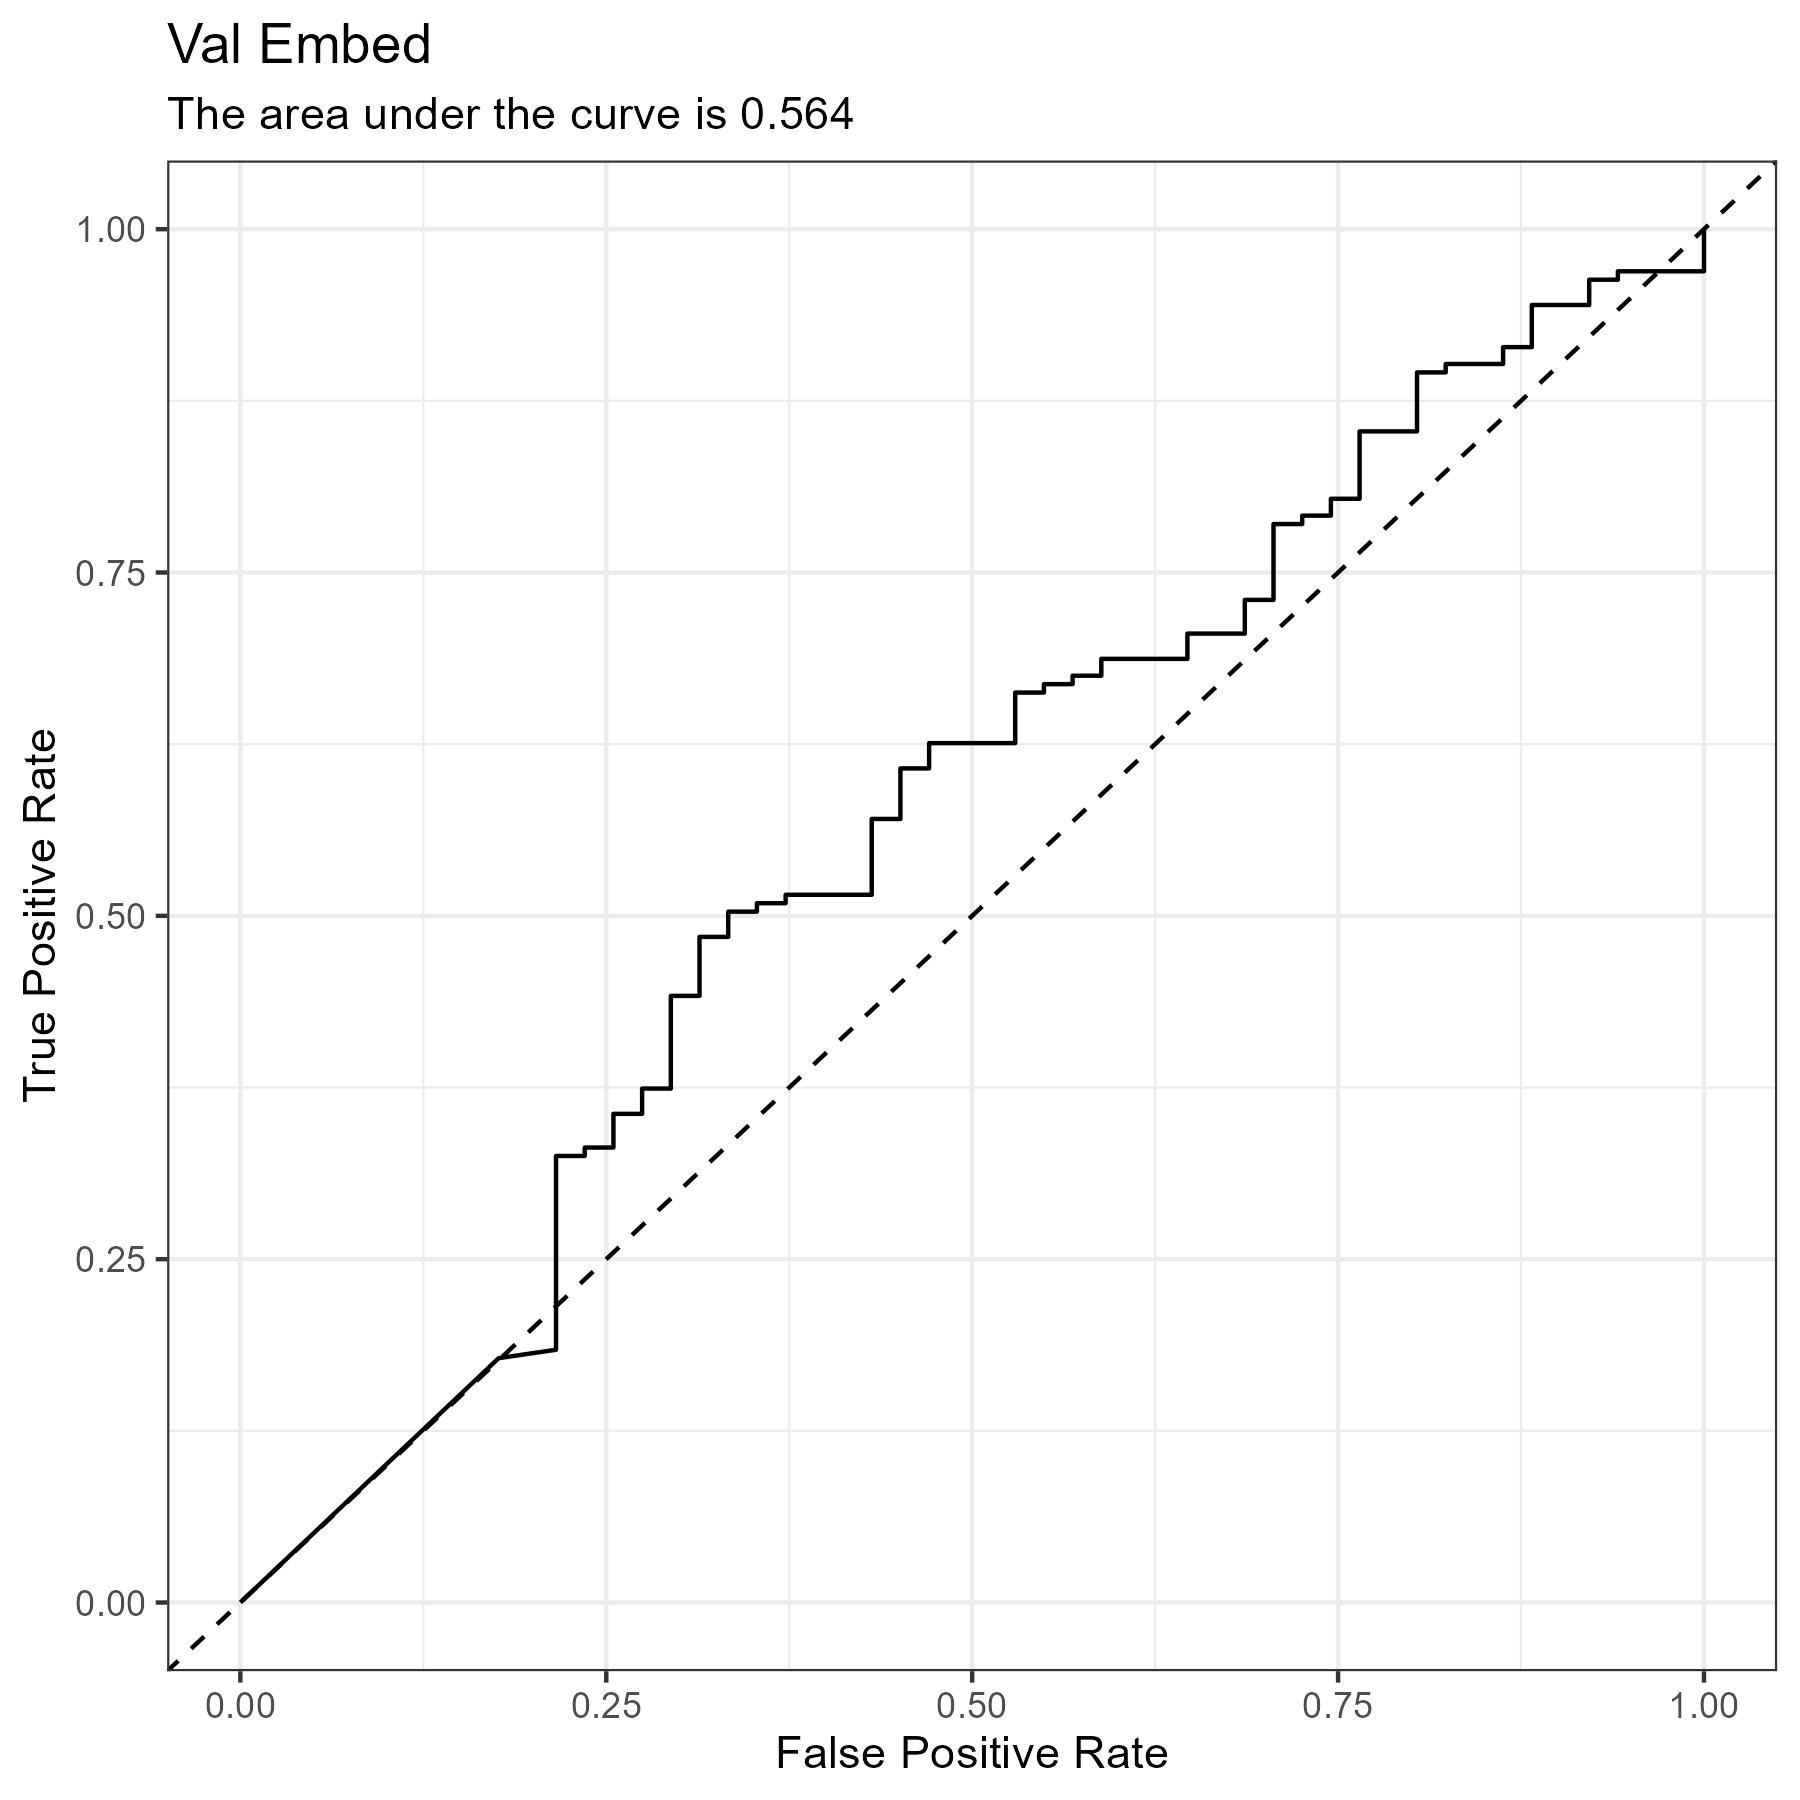 Val Embed
The area under the curve is 0.564
True Positive Rate
1.00
0.75
0.50
0.25
0.00
0.00 0.25 0.50 0.75 1.00
False Positive Rate